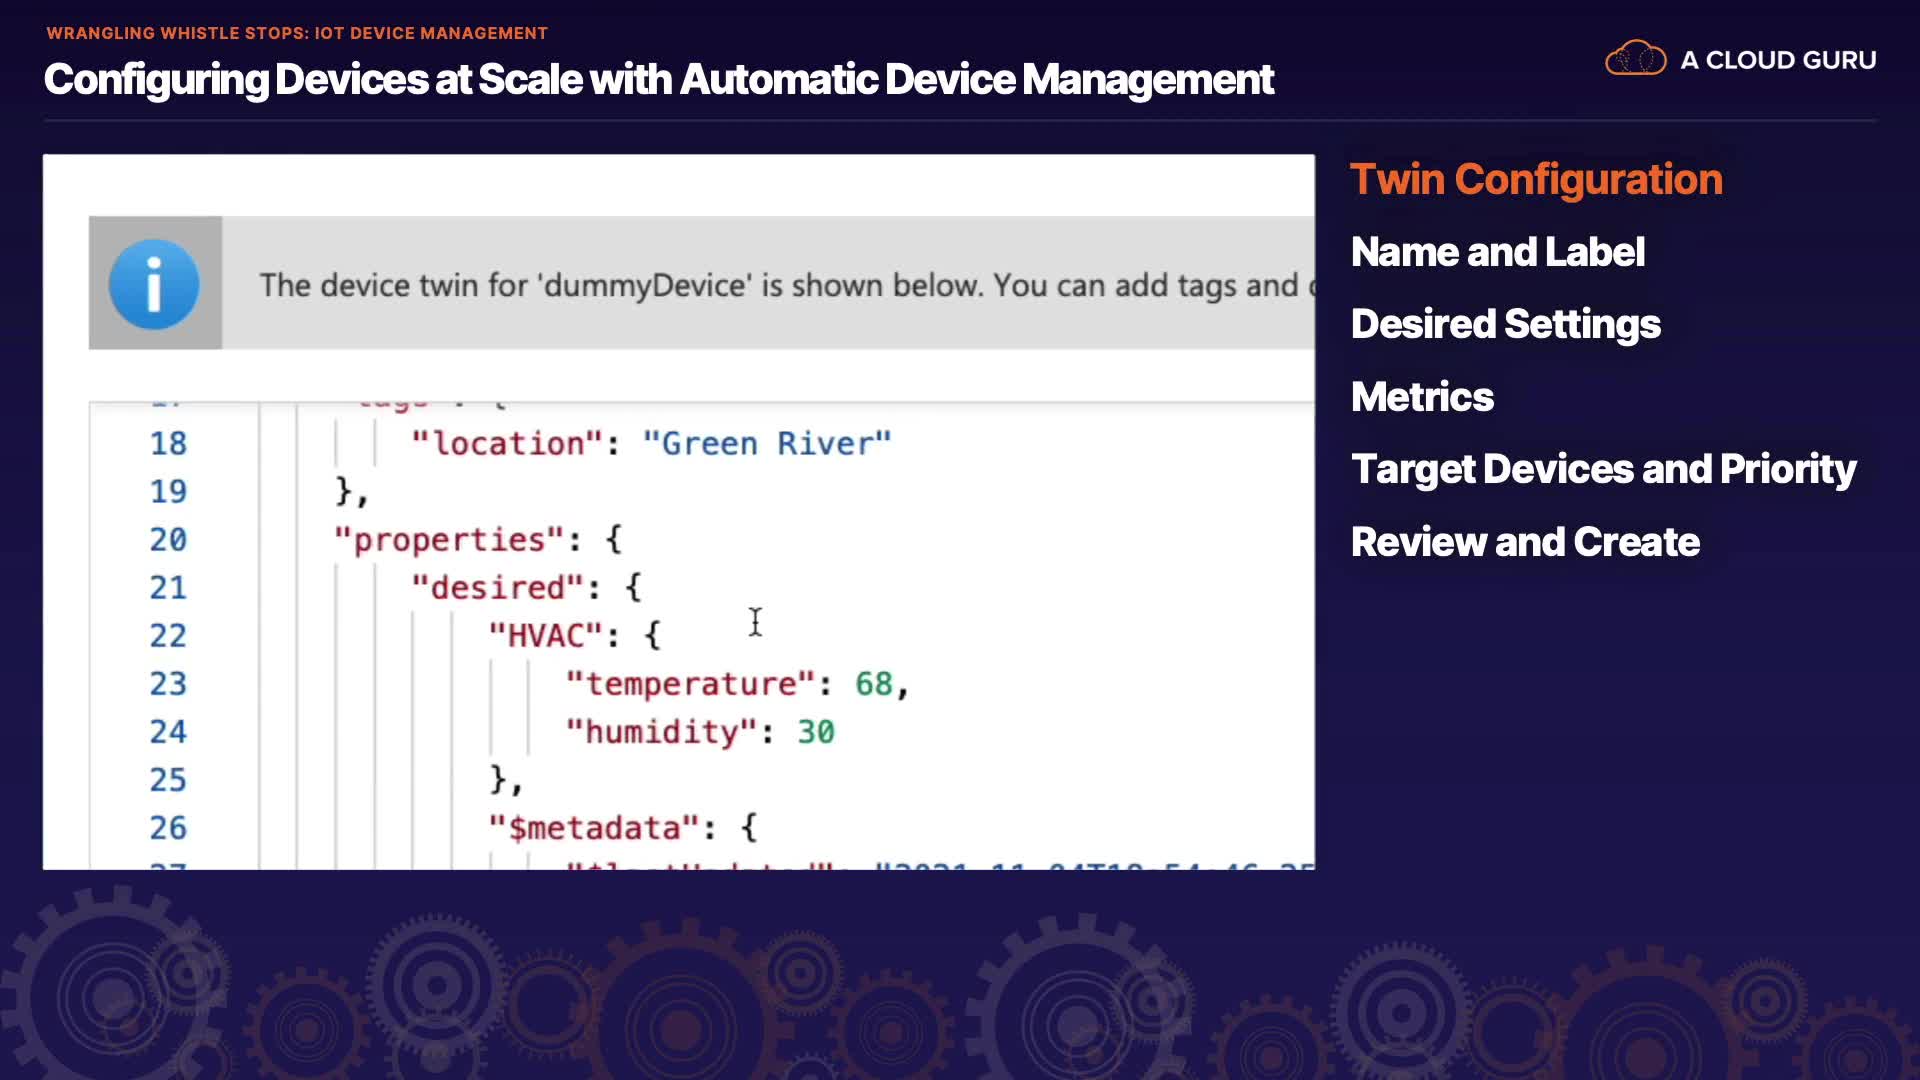 WRANGLING WHISTLE STOPS: IOT DEVICE MANAGEMENT
Configuring Devices at Scale with Automatic Device Management
A CLOUD GURU
The device twin for 'dummyDevice' is shown below. You can add tags and
18 "location": "Green River"
19 },
20 "properties": {
21 "desired": {
22 "HVAC": {
23 "temperature": 68,
24 "humidity": 30
25 },
26 "$metadata": {
Twin Configuration
Name and Label
Desired Settings
Metrics
Target Devices and Priority
Review and Create